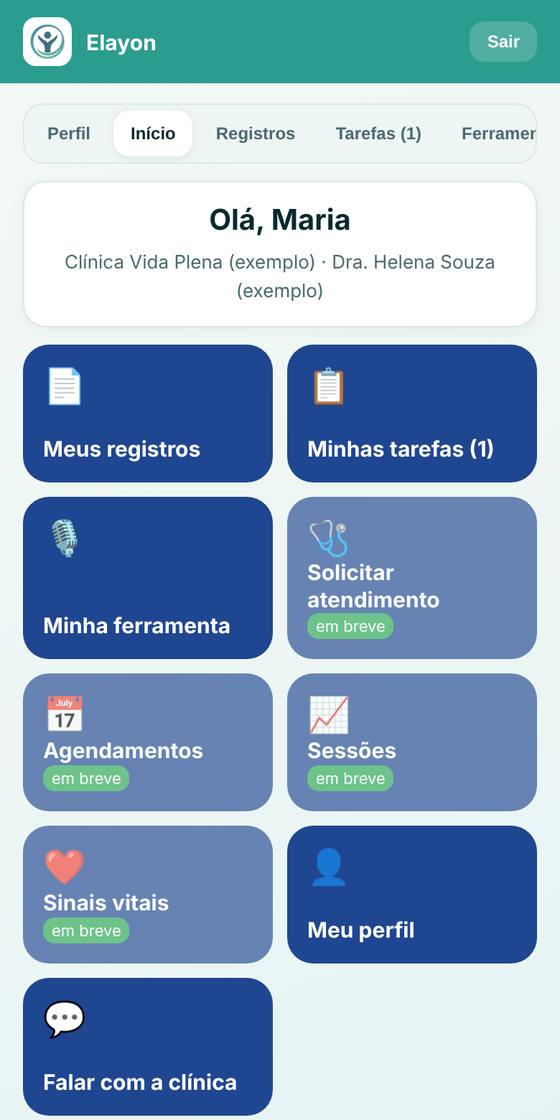 Elayon
Sair
Perfil
Início
Registros
Tarefas (1)
Ferramen
Olá, Maria
Clínica Vida Plena (exemplo) · Dra. Helena Souza
(exemplo)
Meus registros
Minhas tarefas (1)
Minha ferramenta
Solicitar
atendimento
em breve
July
17
Agendamentos
em breve
Sessões
em breve
Sinais vitais
em breve
Meu perfil
Falar com a clínica